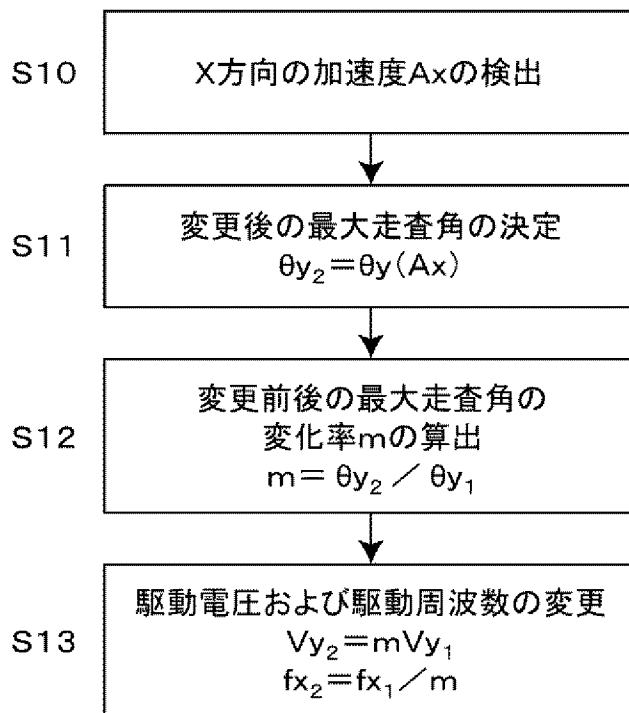 S10
X方向の加速度Axの検出
S11
変更後の最大走査角の決定
θy₂=θy(Ax)
S12
変更前後の最大走査角の
変化率mの算出
m= θy₂ / θy₁
S13
駆動電圧および駆動周波数の変更
Vy₂=mVy₁
fx₂=fx₁/m